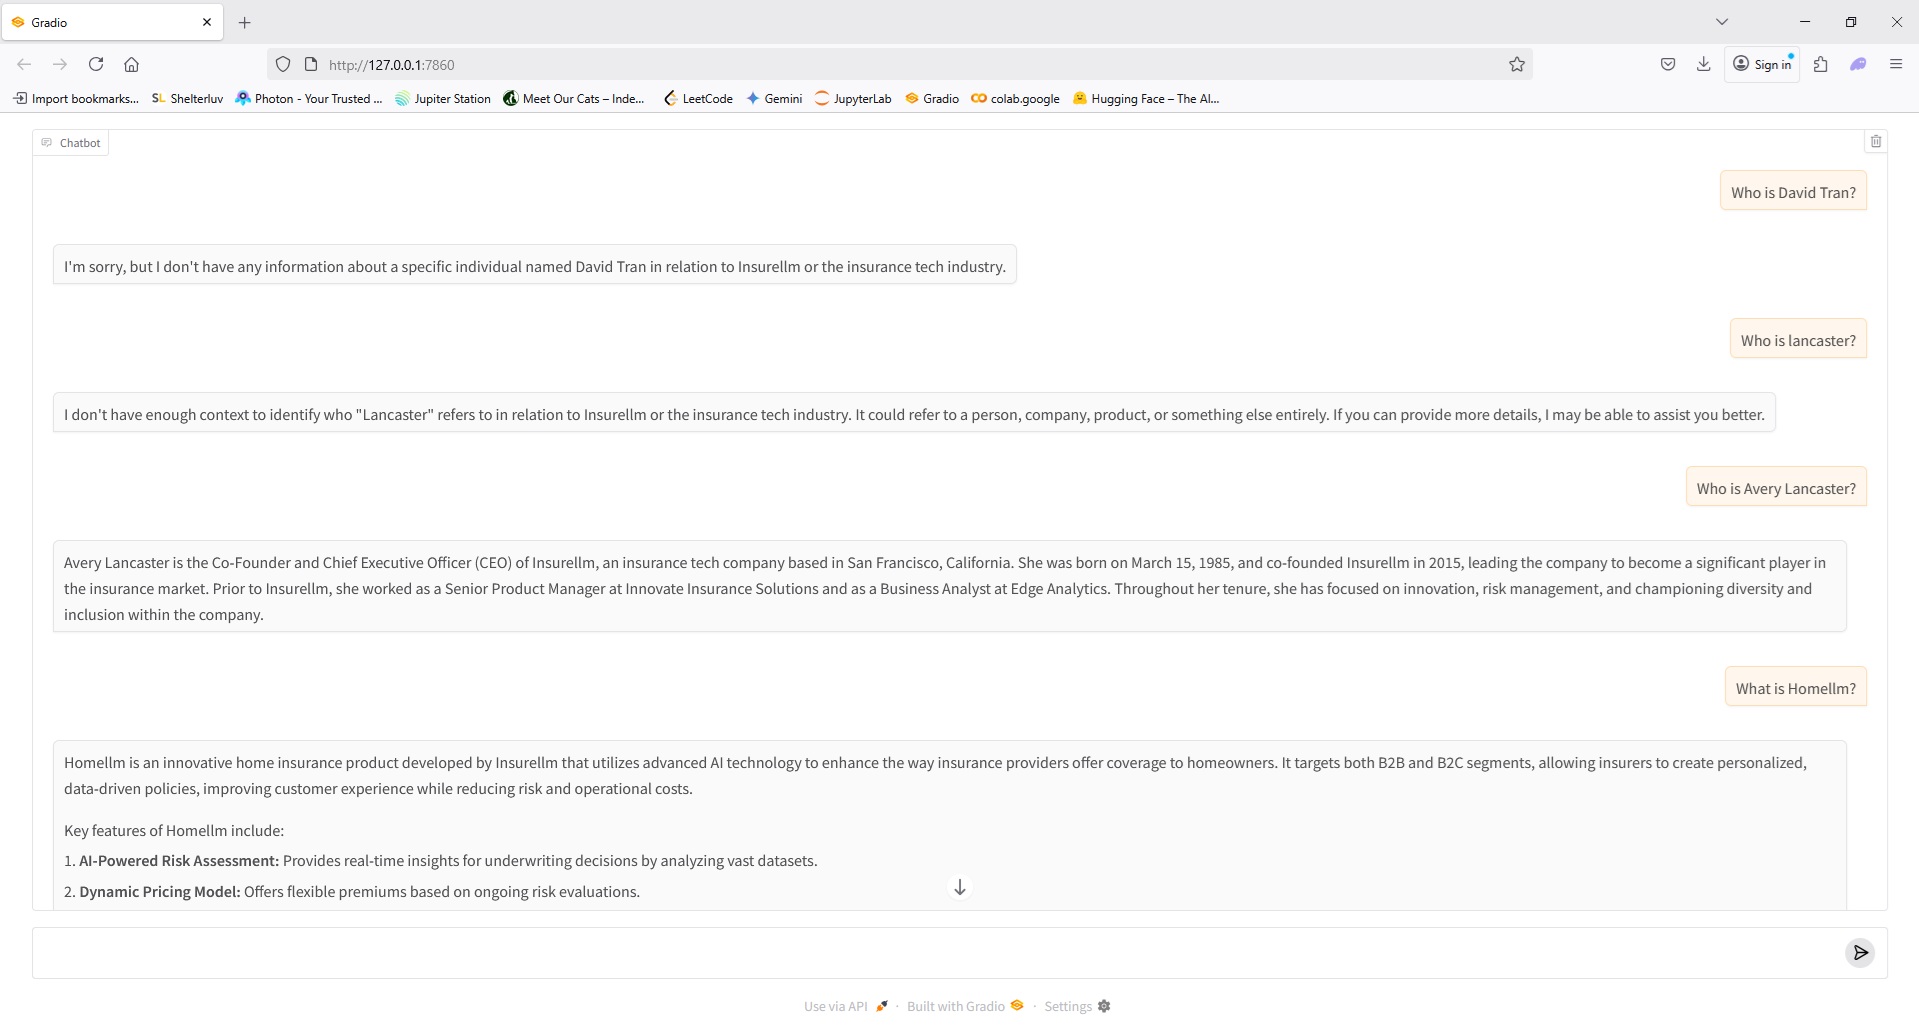 Gradio
http://127.0.0.1:7860
Sign in
Import bookmarks...
SL Shelterluv
Photon - Your Trusted ...
Jupiter Station
Meet Our Cats – Inde...
LeetCode
Gemini
JupyterLab
Gradio
colab.google
Hugging Face – The AI...
Chatbot
Who is David Tran?
I'm sorry, but I don't have any information about a specific individual named David Tran in relation to Insurellm or the insurance tech industry.
Who is lancaster?
I don't have enough context to identify who "Lancaster" refers to in relation to Insurellm or the insurance tech industry. It could refer to a person, company, product, or something else entirely. If you can provide more details, I may be able to assist you better.
Who is Avery Lancaster?
Avery Lancaster is the Co-Founder and Chief Executive Officer (CEO) of Insurellm, an insurance tech company based in San Francisco, California. She was born on March 15, 1985, and co-founded Insurellm in 2015, leading the company to become a significant player in
the insurance market. Prior to Insurellm, she worked as a Senior Product Manager at Innovate Insurance Solutions and as a Business Analyst at Edge Analytics. Throughout her tenure, she has focused on innovation, risk management, and championing diversity and
inclusion within the company.
What is Homellm?
Homellm is an innovative home insurance product developed by Insurellm that utilizes advanced AI technology to enhance the way insurance providers offer coverage to homeowners. It targets both B2B and B2C segments, allowing insurers to create personalized,
data-driven policies, improving customer experience while reducing risk and operational costs.
Key features of Homellm include:
1. AI-Powered Risk Assessment: Provides real-time insights for underwriting decisions by analyzing vast datasets.
2. Dynamic Pricing Model: Offers flexible premiums based on ongoing risk evaluations.
Use via API · Built with Gradio · Settings